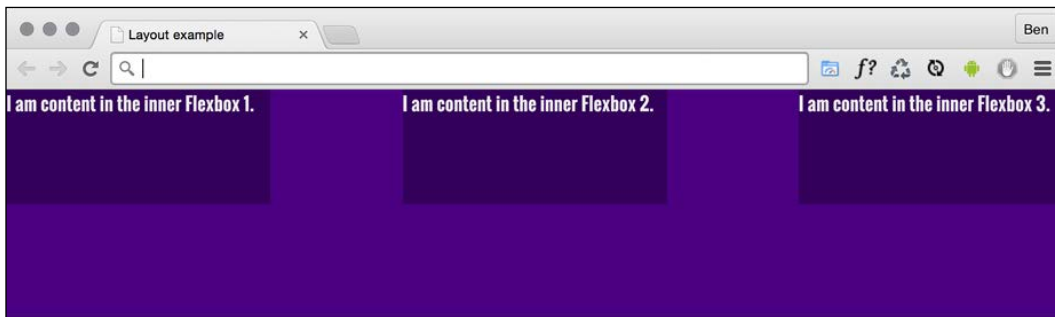 Layout example ×
Ben
f?
I am content in the inner Flexbox 1. I am content in the inner Flexbox 2. I am content in the inner Flexbox 3.